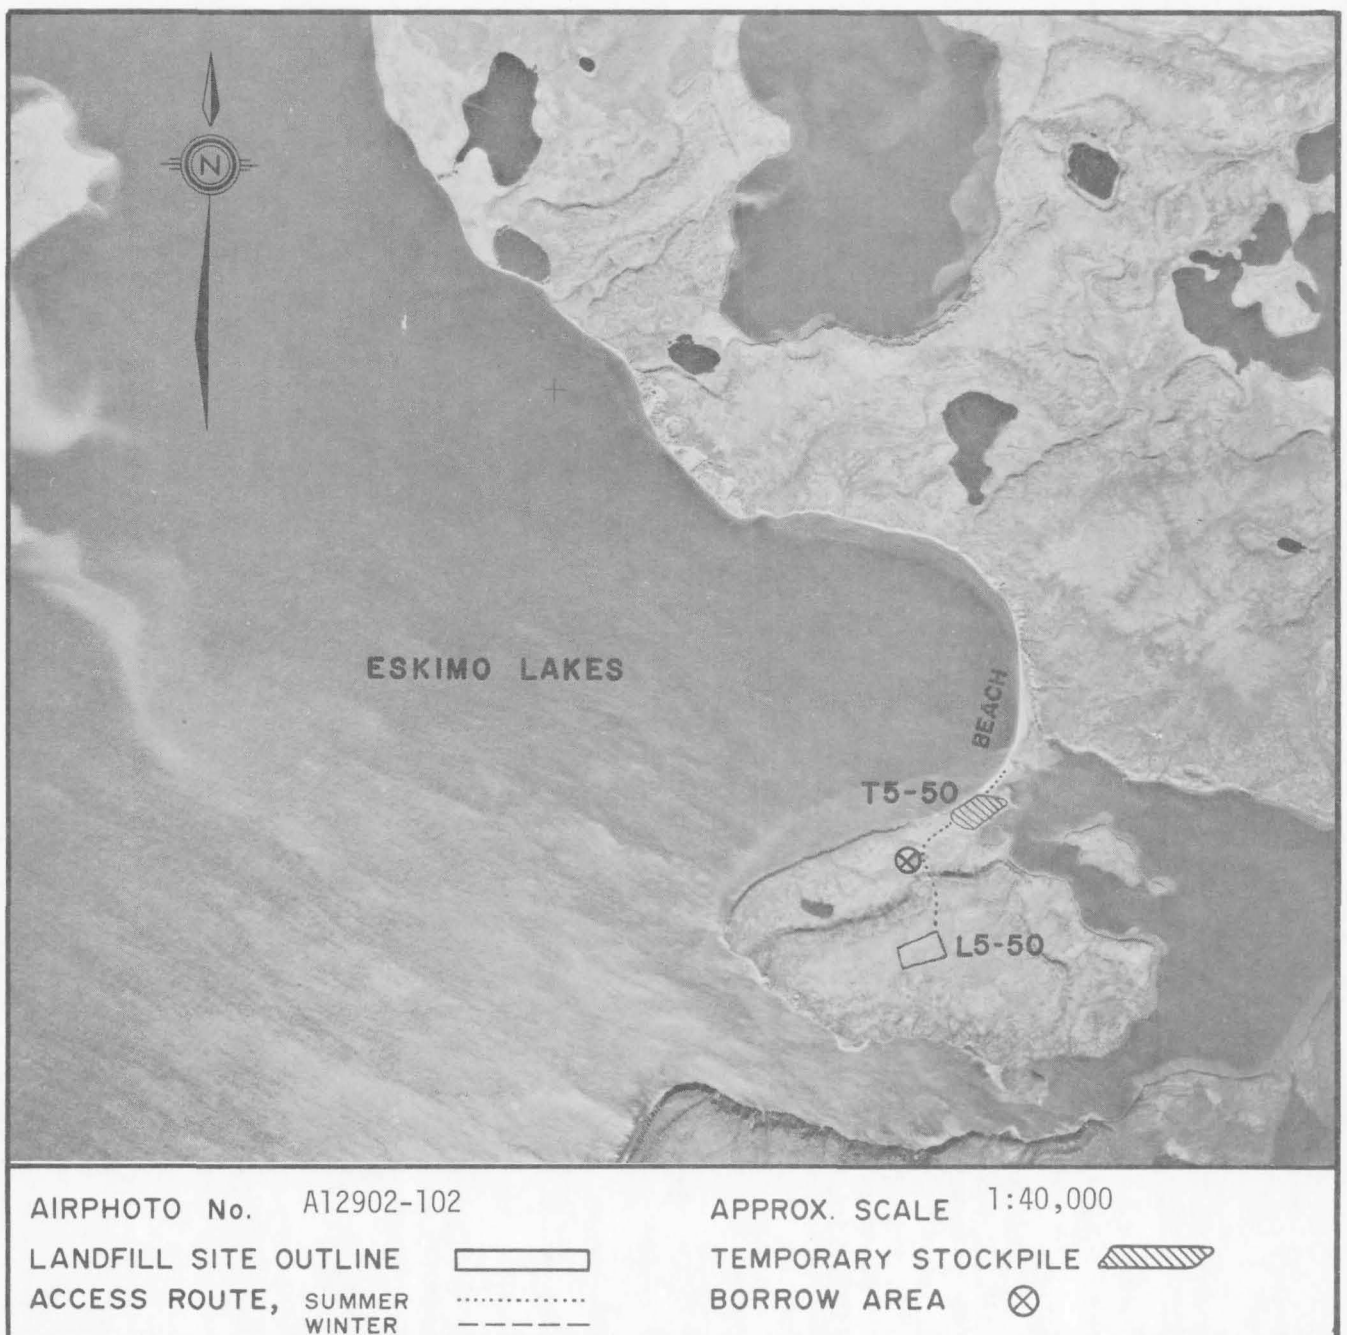 N
ESKIMO LAKES
BEACH
T5-50
L5-50
AIRPHOTO No. A12902-102
APPROX. SCALE 1:40,000
LANDFILL SITE OUTLINE
TEMPORARY STOCKPILE
ACCESS ROUTE, SUMMER
WINTER
BORROW AREA